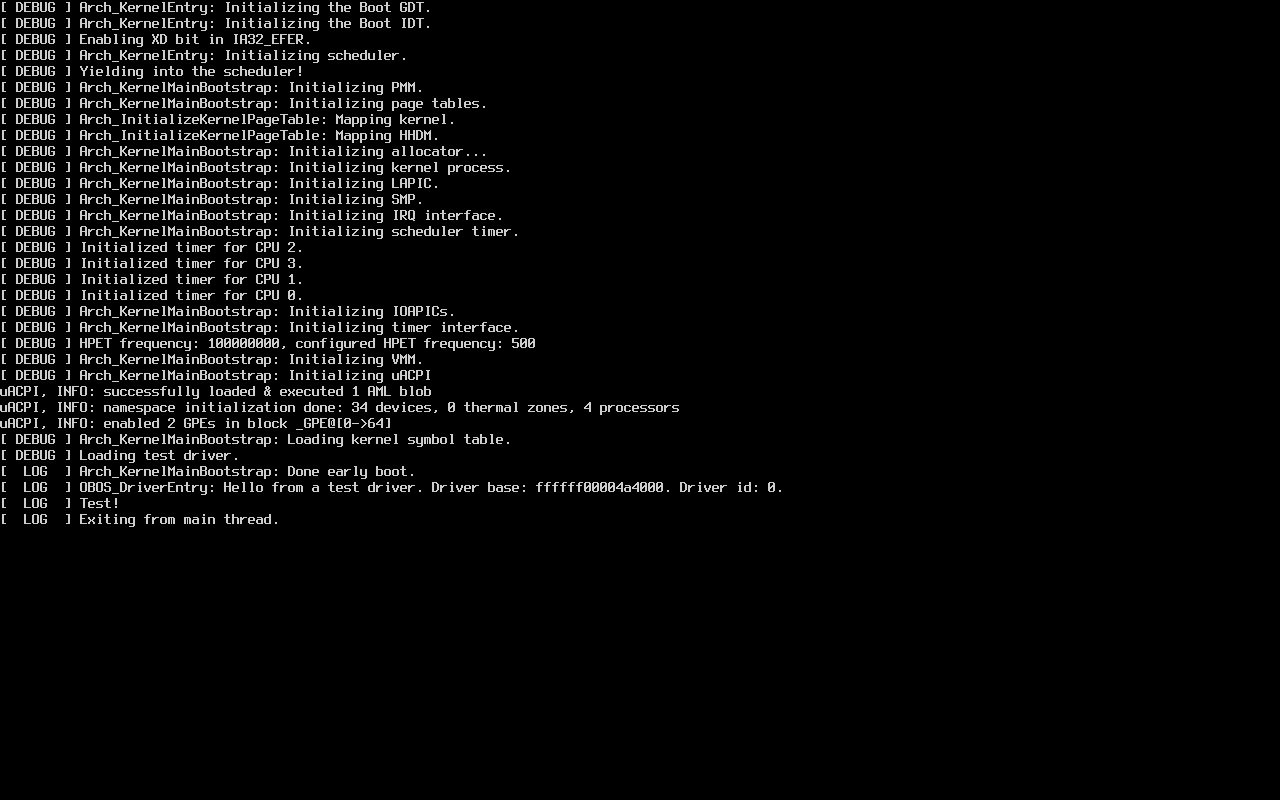 [ DEBUG ] Arch_KernelEntry: Initializing the Boot GDT.
[ DEBUG ] Arch_KernelEntry: Initializing the Boot IDT.
[ DEBUG ] Enabling XD bit in IA32_EFER.
[ DEBUG ] Arch_KernelEntry: Initializing scheduler.
[ DEBUG ] Yielding into the scheduler!
[ DEBUG ] Arch_KernelMainBootstrap: Initializing PMM.
[ DEBUG ] Arch_KernelMainBootstrap: Initializing page tables.
[ DEBUG ] Arch_InitializeKernelPageTable: Mapping kernel.
[ DEBUG ] Arch_InitializeKernelPageTable: Mapping HHDM.
[ DEBUG ] Arch_KernelMainBootstrap: Initializing allocator...
[ DEBUG ] Arch_KernelMainBootstrap: Initializing kernel process.
[ DEBUG ] Arch_KernelMainBootstrap: Initializing LAPIC.
[ DEBUG ] Arch_KernelMainBootstrap: Initializing SMP.
[ DEBUG ] Arch_KernelMainBootstrap: Initializing IRQ interface.
[ DEBUG ] Arch_KernelMainBootstrap: Initializing scheduler timer.
[ DEBUG ] Initialized timer for CPU 2.
[ DEBUG ] Initialized timer for CPU 3.
[ DEBUG ] Initialized timer for CPU 1.
[ DEBUG ] Initialized timer for CPU 0.
[ DEBUG ] Arch_KernelMainBootstrap: Initializing IOAPICs.
[ DEBUG ] Arch_KernelMainBootstrap: Initializing timer interface.
[ DEBUG ] HPET frequency: 100000000, configured HPET frequency: 500
[ DEBUG ] Arch_KernelMainBootstrap: Initializing VMM.
[ DEBUG ] Arch_KernelMainBootstrap: Initializing uACPI
uACPI, INFO: successfully loaded & executed 1 AML blob
uACPI, INFO: namespace initialization done: 34 devices, 0 thermal zones, 4 processors
uACPI, INFO: enabled 2 GPEs in block _GPE@[0->64]
[ DEBUG ] Arch_KernelMainBootstrap: Loading kernel symbol table.
[ DEBUG ] Loading test driver.
[  LOG  ] Arch_KernelMainBootstrap: Done early boot.
[  LOG  ] OBOS_DriverEntry: Hello from a test driver. Driver base: ffffff00004a4000. Driver id: 0.
[  LOG  ] Test!
[  LOG  ] Exiting from main thread.